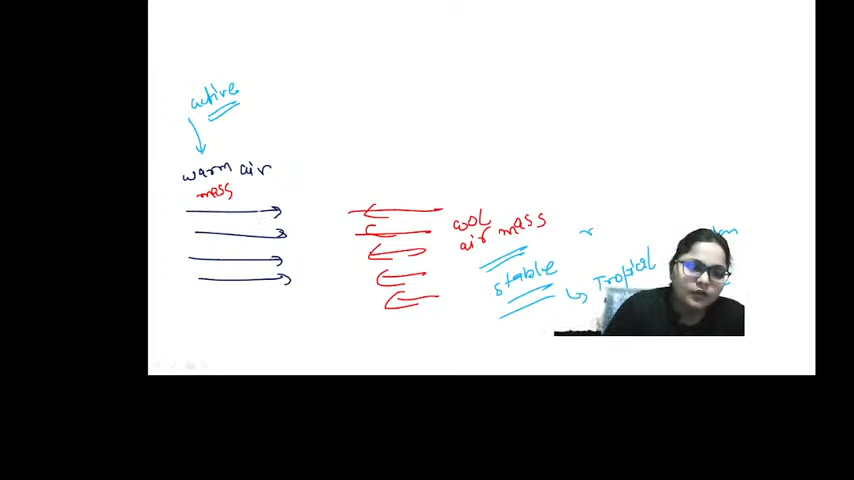 active
warm air
mass
cool
air mass
stable
Tropical